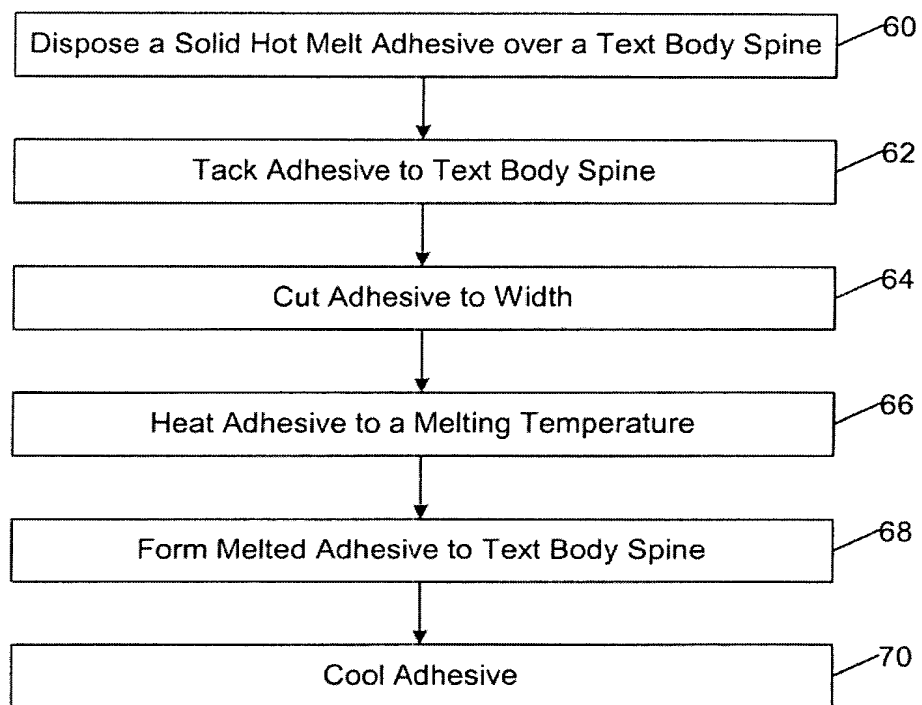 Dispose a Solid Hot Melt Adhesive over a Text Body Spine
60
Tack Adhesive to Text Body Spine
62
Cut Adhesive to Width
64
Heat Adhesive to a Melting Temperature
66
Form Melted Adhesive to Text Body Spine
68
Cool Adhesive
70